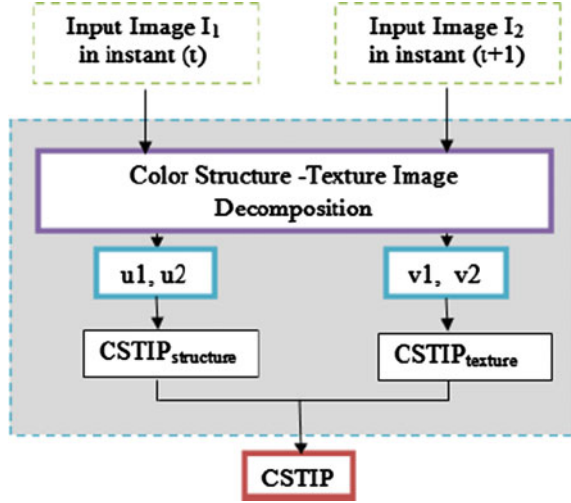 Input Image I₁
in instant (t)
Input Image I₂
in instant (t+1)
Color Structure -Texture Image
Decomposition
u1, u2
v1, v2
CSTIPstructure
CSTIPtexture
CSTIP